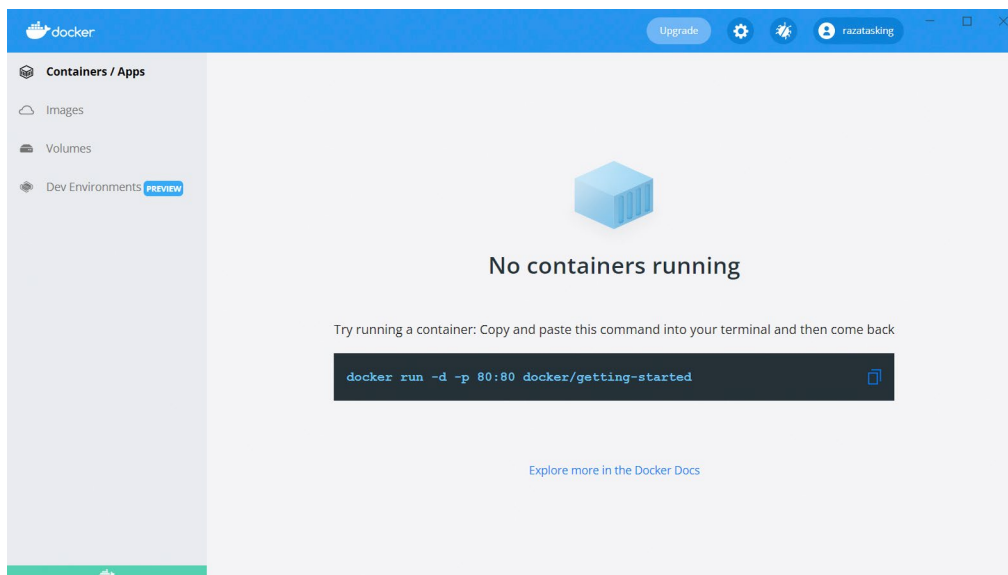 docker
Upgrade
razatasking
Containers / Apps
Images
Volumes
Dev Environments PREVIEW
No containers running
Try running a container: Copy and paste this command into your terminal and then come back
docker run -d -p 80:80 docker/getting-started
Explore more in the Docker Docs